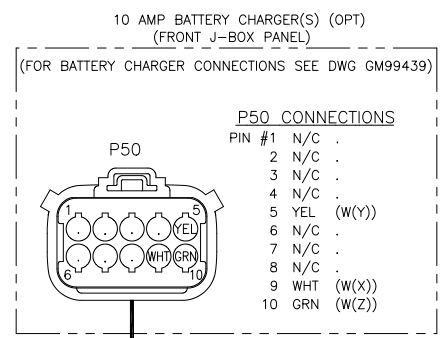 10 AMP BATTERY CHARGER(S) (OPT)
(FRONT J-BOX PANEL)
(FOR BATTERY CHARGER CONNECTIONS SEE DWG GM99439)
P50 CONNECTIONS
PIN #1 N/C .
2 N/C .
3 N/C .
4 N/C .
5 YEL (W(Y))
6 N/C .
7 N/C .
8 N/C .
9 WHT (W(X))
10 GRN (W(Z))
P50
1 5
. . . . YEL
. . . WHT GRN
6 10